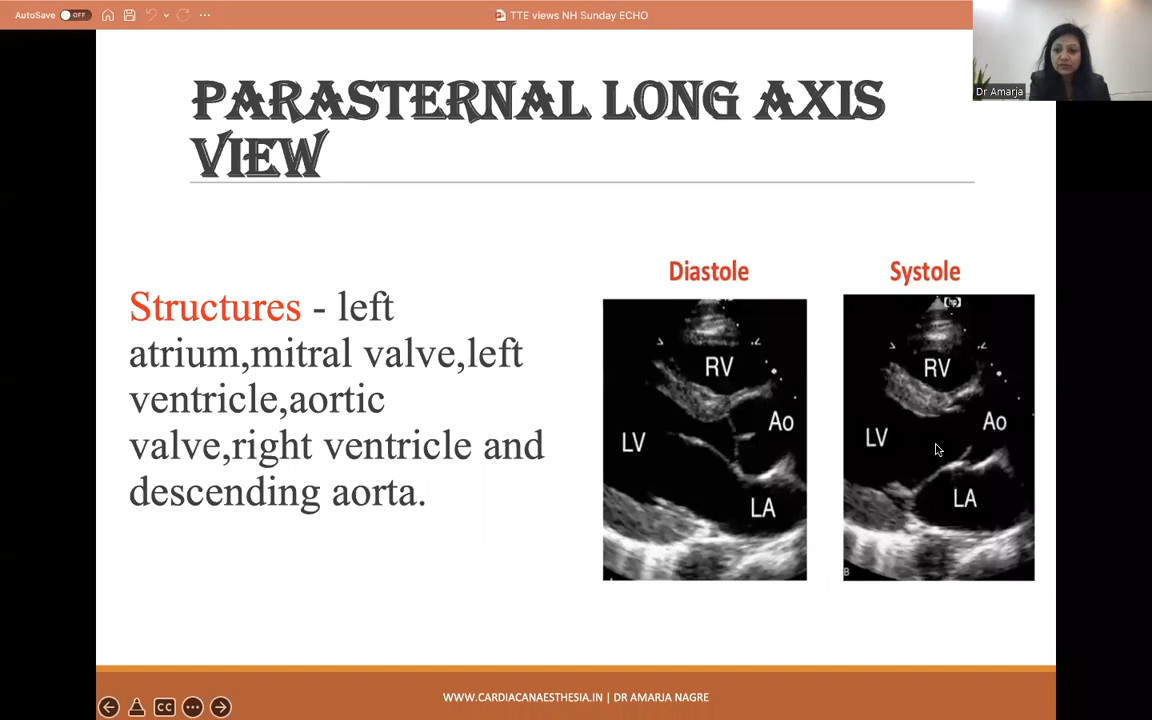 AutoSave OFF
TTE views NH Sunday ECHO
Dr Amarja
PARASTERNAL LONG AXIS
VIEW
Diastole
Systole
Structures - left
atrium,mitral valve,left
ventricle,aortic
valve,right ventricle and
descending aorta.
RV
Ao
LV
LA
hp
RV
Ao
LV
LA
B
WWW.CARDIACANAESTHESIA.IN | DR AMARJA NAGRE
CC